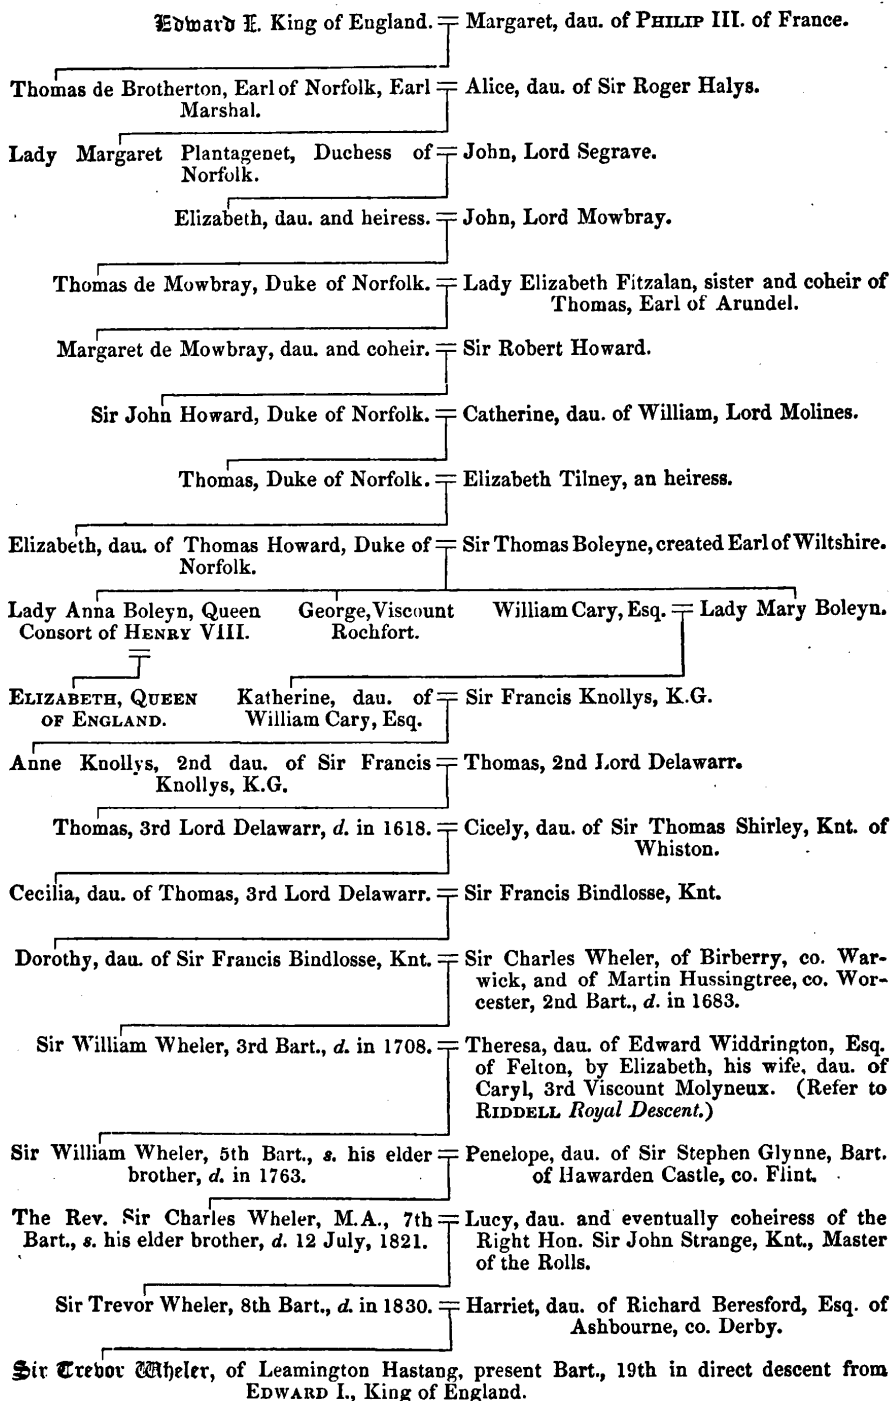 Edward I. King of England. = Margaret, dau. of PHILIP III. of France.
Thomas de Brotherton, Earl of Norfolk, Earl = Alice, dau. of Sir Roger Halys.
Marshal.
Lady Margaret Plantagenet, Duchess of = John, Lord Segrave.
Norfolk.
Elizabeth, dau. and heiress. = John, Lord Mowbray.
Thomas de Mowbray, Duke of Norfolk. = Lady Elizabeth Fitzalan, sister and coheir of
Thomas, Earl of Arundel.
Margaret de Mowbray, dau. and coheir. = Sir Robert Howard.
Sir John Howard, Duke of Norfolk. = Catherine, dau. of William, Lord Molines.
Thomas, Duke of Norfolk. = Elizabeth Tilney, an heiress.
Elizabeth, dau. of Thomas Howard, Duke of = Sir Thomas Boleyne, created Earl of Wiltshire.
Norfolk.
Lady Anna Boleyn, Queen George, Viscount William Cary, Esq. = Lady Mary Boleyn.
Consort of HENRY VIII. Rochfort.
=
ELIZABETH, QUEEN Katherine, dau. of = Sir Francis Knollys, K.G.
OF ENGLAND. William Cary, Esq.
Anne Knollys, 2nd dau. of Sir Francis = Thomas, 2nd Lord Delawarr.
Knollys, K.G.
Thomas, 3rd Lord Delawarr, d. in 1618. = Cicely, dau. of Sir Thomas Shirley, Knt. of
Whiston.
Cecilia, dau. of Thomas, 3rd Lord Delawarr. = Sir Francis Bindlosse, Knt.
Dorothy, dau. of Sir Francis Bindlosse, Knt. = Sir Charles Wheler, of Birberry, co. War-
wick, and of Martin Hussingtree, co. Wor-
cester, 2nd Bart., d. in 1683.
Sir William Wheler, 3rd Bart., d. in 1708. = Theresa, dau. of Edward Widdrington, Esq.
of Felton, by Elizabeth, his wife, dau. of
Caryl, 3rd Viscount Molyneux. (Refer to
RIDDELL Royal Descent.)
Sir William Wheler, 5th Bart., s. his elder = Penelope, dau. of Sir Stephen Glynne, Bart.
brother, d. in 1763. of Hawarden Castle, co. Flint.
The Rev. Sir Charles Wheler, M.A., 7th = Lucy, dau. and eventually coheiress of the
Bart., s. his elder brother, d. 12 July, 1821. Right Hon. Sir John Strange, Knt., Master
of the Rolls.
Sir Trevor Wheler, 8th Bart., d. in 1830. = Harriet, dau. of Richard Beresford, Esq. of
Ashbourne, co. Derby.
Sir Trevor Wheler, of Leamington Hastang, present Bart., 19th in direct descent from
EDWARD I., King of England.